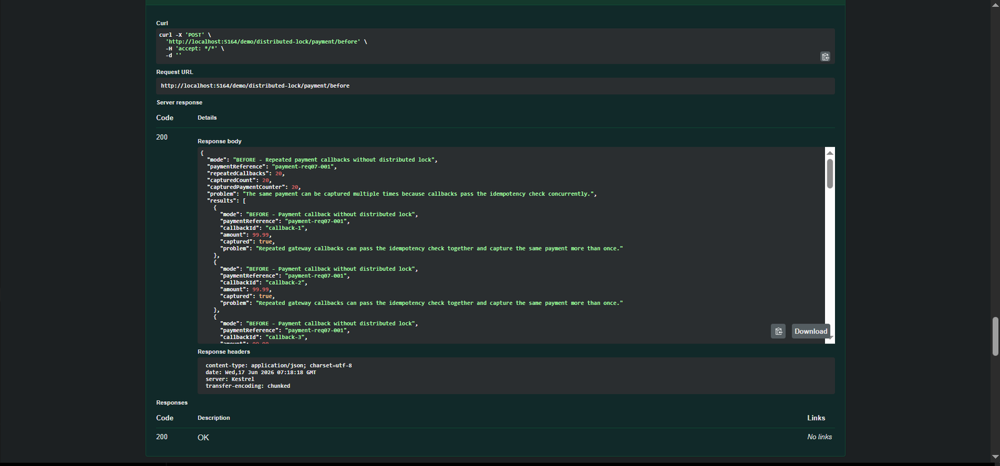 Curl
curl -X 'POST' \
  'http://localhost:5164/demo/distributed-lock/payment/before' \
  -H 'accept: */*' \
  -d ''
Request URL
http://localhost:5164/demo/distributed-lock/payment/before
Server response
Code Details
200
Response body
{
  "mode": "BEFORE - Repeated payment callbacks without distributed lock",
  "paymentReference": "payment-req07-001",
  "repeatedCallbacks": 20,
  "capturedCount": 20,
  "capturedPaymentCounter": 20,
  "problem": "The same payment can be captured multiple times because callbacks pass the idempotency check concurrently.",
  "results": [
    {
      "mode": "BEFORE - Payment callback without distributed lock",
      "paymentReference": "payment-req07-001",
      "callbackId": "callback-1",
      "amount": 99.99,
      "captured": true,
      "problem": "Repeated gateway callbacks can pass the idempotency check together and capture the same payment more than once."
    },
    {
      "mode": "BEFORE - Payment callback without distributed lock",
      "paymentReference": "payment-req07-001",
      "callbackId": "callback-2",
      "amount": 99.99,
      "captured": true,
      "problem": "Repeated gateway callbacks can pass the idempotency check together and capture the same payment more than once."
    },
    {
      "mode": "BEFORE - Payment callback without distributed lock",
      "paymentReference": "payment-req07-001",
      "callbackId": "callback-3",
      "amount": 99.99
Download
Response headers
content-type: application/json; charset=utf-8
date: Wed,17 Jun 2026 07:18:18 GMT
server: Kestrel
transfer-encoding: chunked
Responses
Code Description Links
200 OK No links